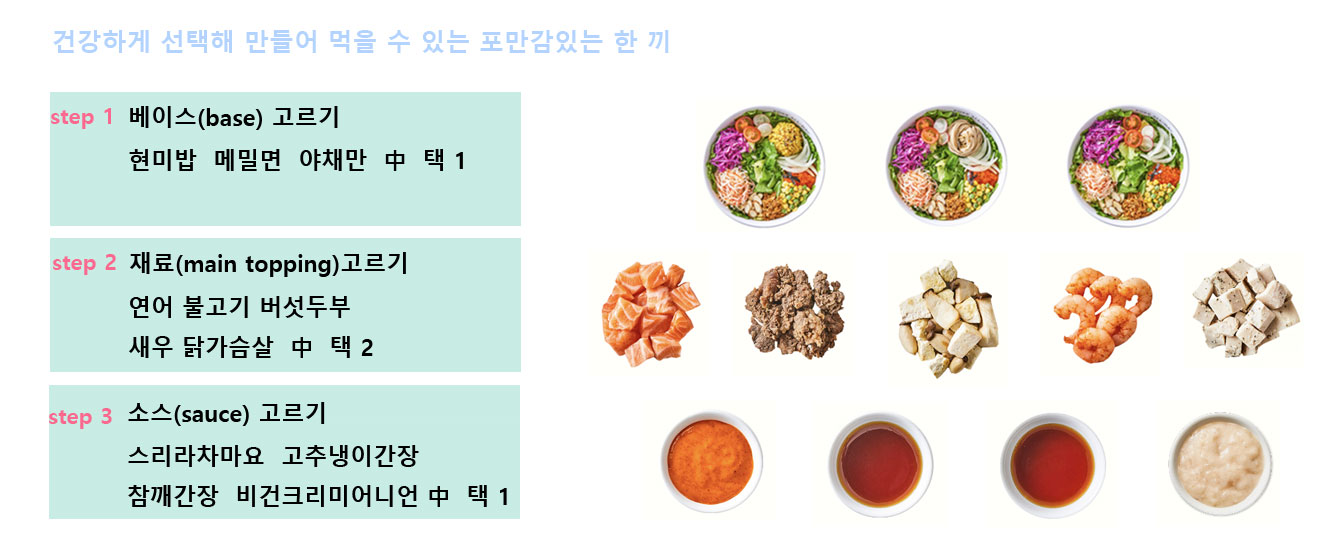 건강하게 선택해 만들어 먹을 수 있는 포만감있는 한 끼
step 1 베이스(base) 고르기
현미밥 메밀면 야채만 中 택 1
step 2 재료(main topping)고르기
연어 불고기 버섯두부
새우 닭가슴살 中 택 2
step 3 소스(sauce) 고르기
스리라차마요 고추냉이간장
참깨간장 비건크리미어니언 中 택 1